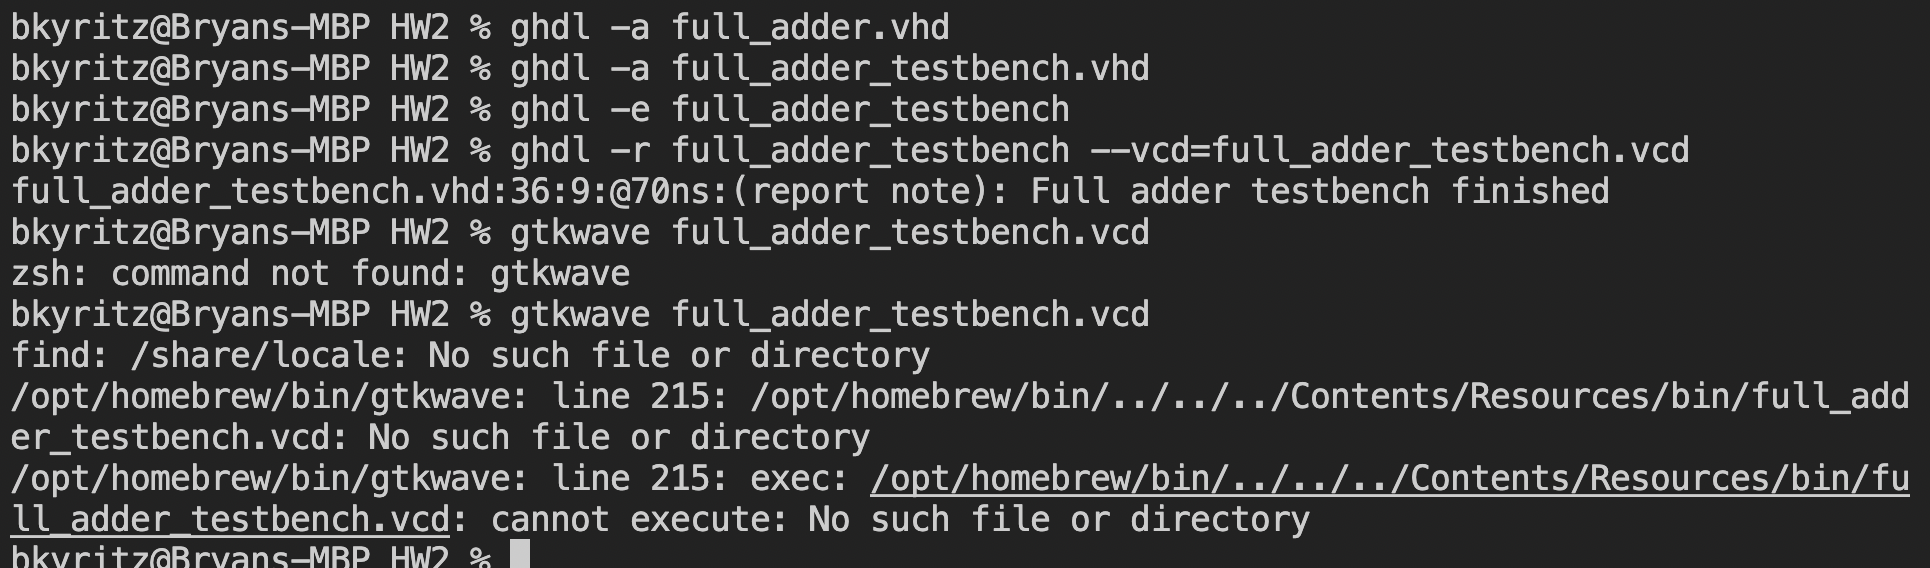 bkyritz@Bryans-MBP HW2 % ghdl -a full_adder.vhd
bkyritz@Bryans-MBP HW2 % ghdl -a full_adder_testbench.vhd
bkyritz@Bryans-MBP HW2 % ghdl -e full_adder_testbench
bkyritz@Bryans-MBP HW2 % ghdl -r full_adder_testbench --vcd=full_adder_testbench.vcd
full_adder_testbench.vhd:36:9:@70ns:(report note): Full adder testbench finished
bkyritz@Bryans-MBP HW2 % gtkwave full_adder_testbench.vcd
zsh: command not found: gtkwave
bkyritz@Bryans-MBP HW2 % gtkwave full_adder_testbench.vcd
find: /share/locale: No such file or directory
/opt/homebrew/bin/gtkwave: line 215: /opt/homebrew/bin/../../../Contents/Resources/bin/full_add
er_testbench.vcd: No such file or directory
/opt/homebrew/bin/gtkwave: line 215: exec: /opt/homebrew/bin/../../../Contents/Resources/bin/fu
ll_adder_testbench.vcd: cannot execute: No such file or directory
bkyritz@Bryans-MBP HW2 %